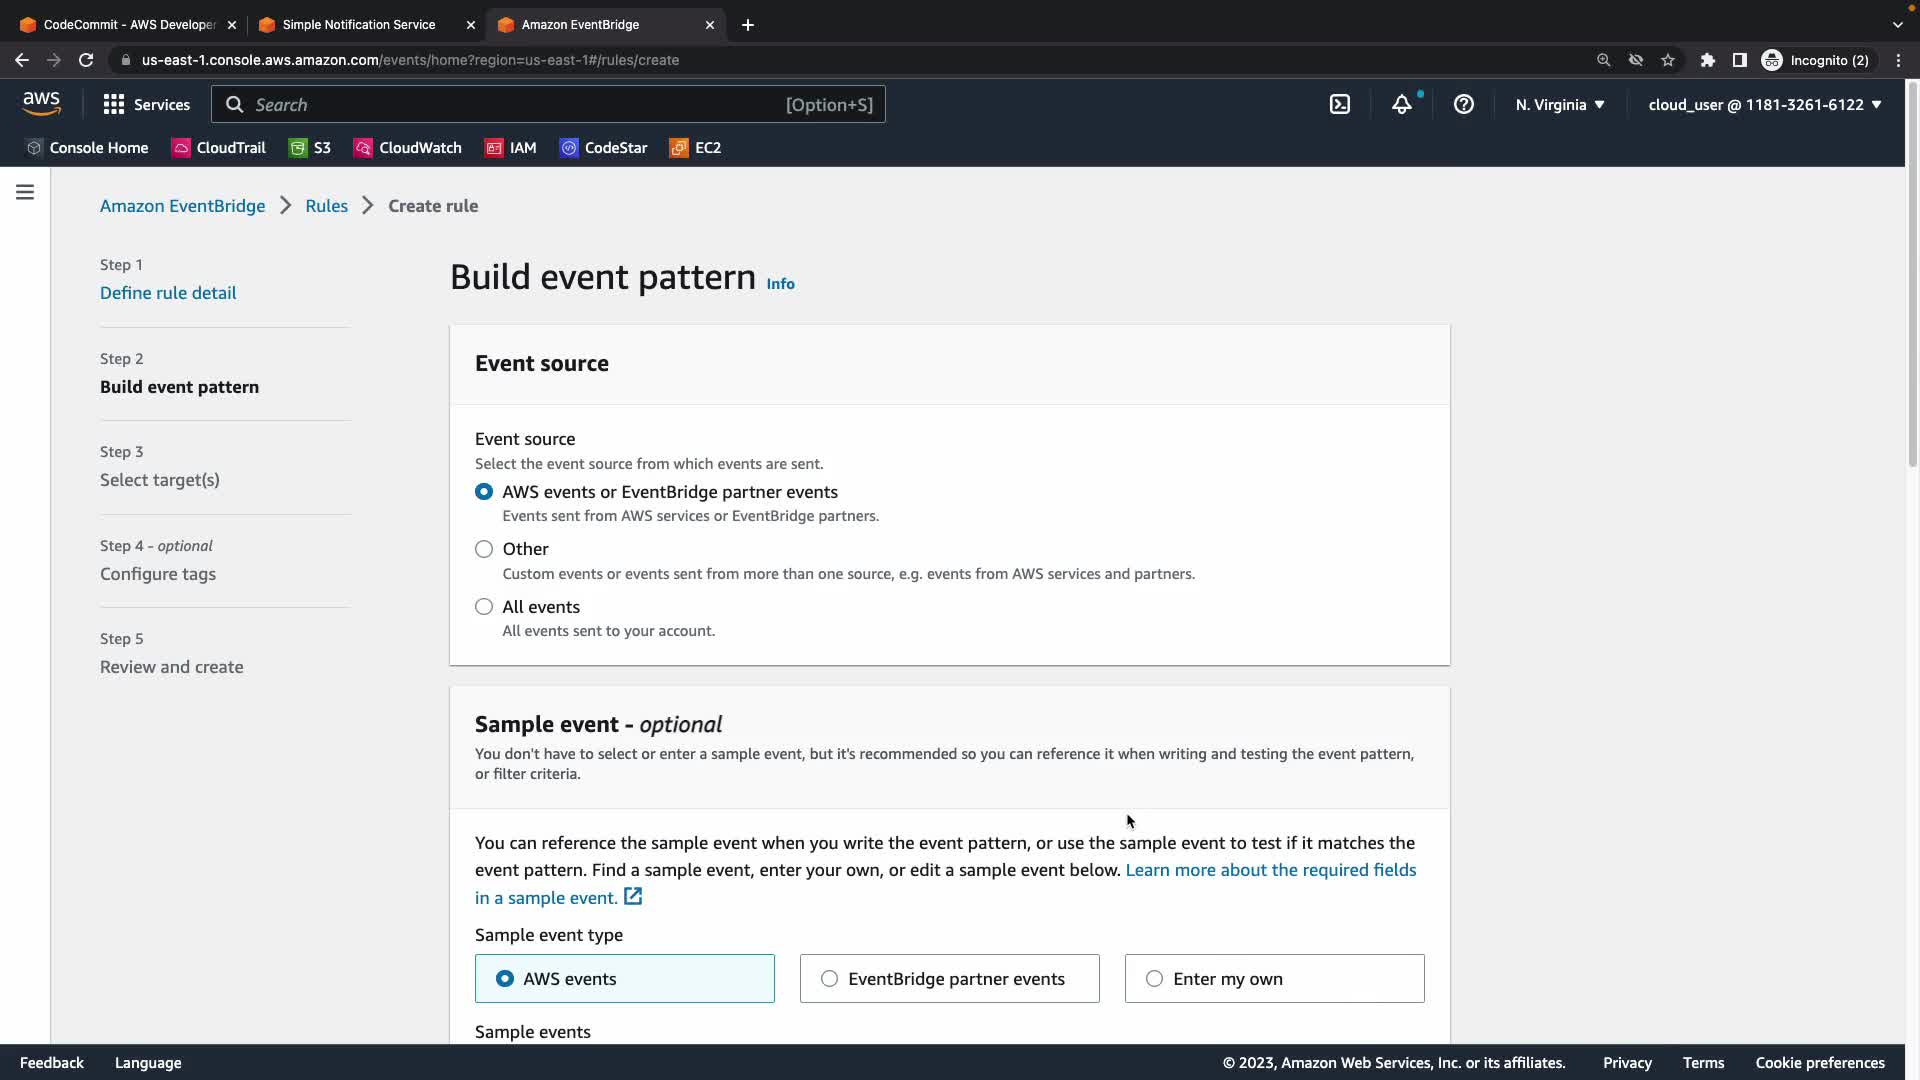 CodeCommit - AWS Developer
Simple Notification Service
Amazon EventBridge
us-east-1.console.aws.amazon.com/events/home?region=us-east-1#/rules/create
Incognito (2)
aws
Services
Search
[Option+S]
N. Virginia
cloud_user @ 1181-3261-6122
Console Home
CloudTrail
S3
CloudWatch
IAM
CodeStar
EC2
Amazon EventBridge
Rules
Create rule
Step 1
Define rule detail
Step 2
Build event pattern
Step 3
Select target(s)
Step 4 - optional
Configure tags
Step 5
Review and create
Build event pattern Info
Event source
Event source
Select the event source from which events are sent.
AWS events or EventBridge partner events
Events sent from AWS services or EventBridge partners.
Other
Custom events or events sent from more than one source, e.g. events from AWS services and partners.
All events
All events sent to your account.
Sample event - optional
You don't have to select or enter a sample event, but it's recommended so you can reference it when writing and testing the event pattern,
or filter criteria.
You can reference the sample event when you write the event pattern, or use the sample event to test if it matches the
event pattern. Find a sample event, enter your own, or edit a sample event below. Learn more about the required fields
in a sample event.
Sample event type
AWS events
EventBridge partner events
Enter my own
Sample events
Feedback
Language
© 2023, Amazon Web Services, Inc. or its affiliates.
Privacy
Terms
Cookie preferences